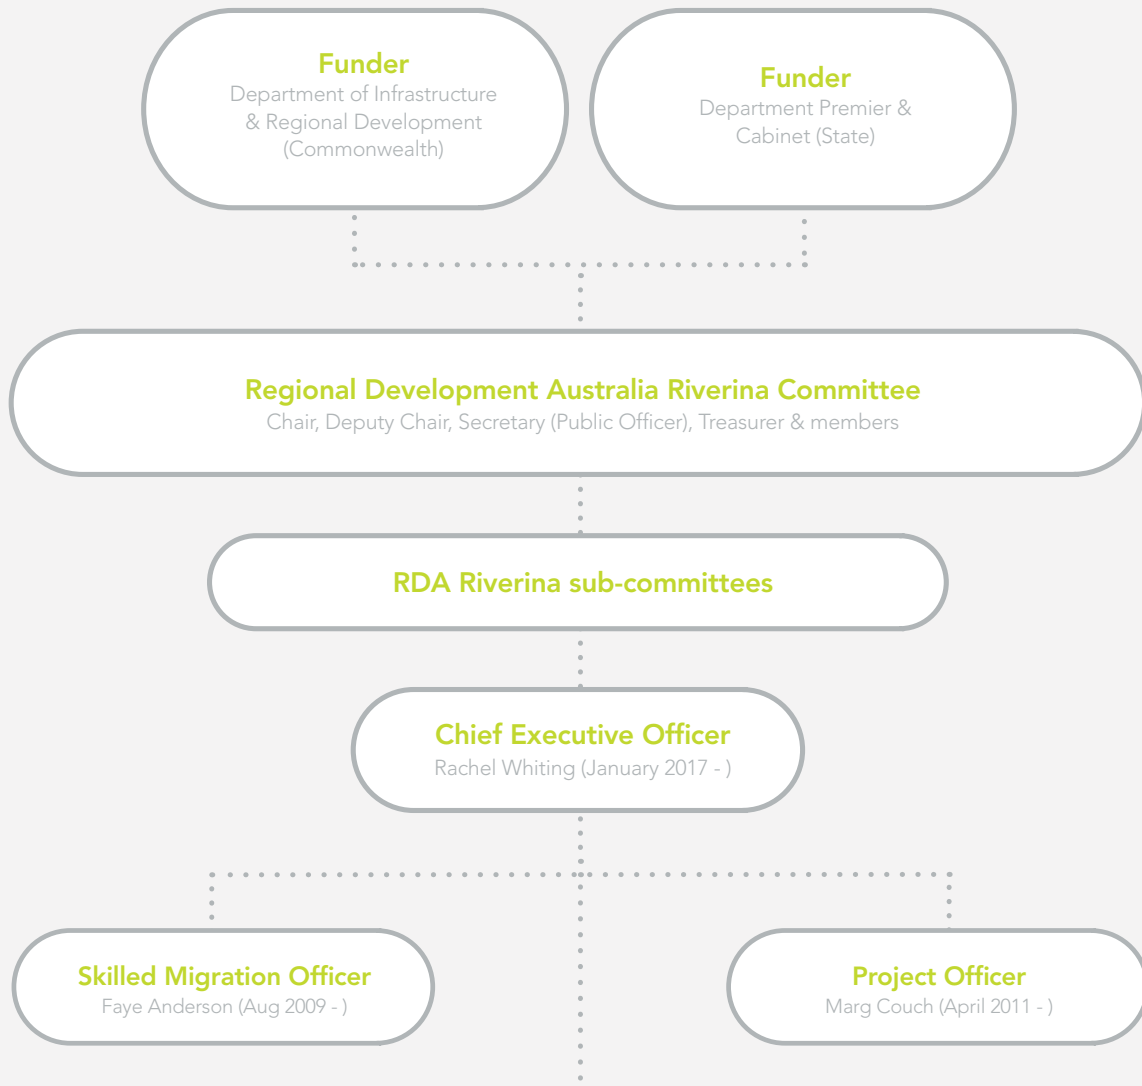 Funder
Department of Infrastructure
& Regional Development
(Commonwealth)
Funder
Department Premier &
Cabinet (State)
Regional Development Australia Riverina Committee
Chair, Deputy Chair, Secretary (Public Officer), Treasurer & members
RDA Riverina sub-committees
Chief Executive Officer
Rachel Whiting (January 2017 - )
Skilled Migration Officer
Faye Anderson (Aug 2009 - )
Project Officer
Marg Couch (April 2011 - )